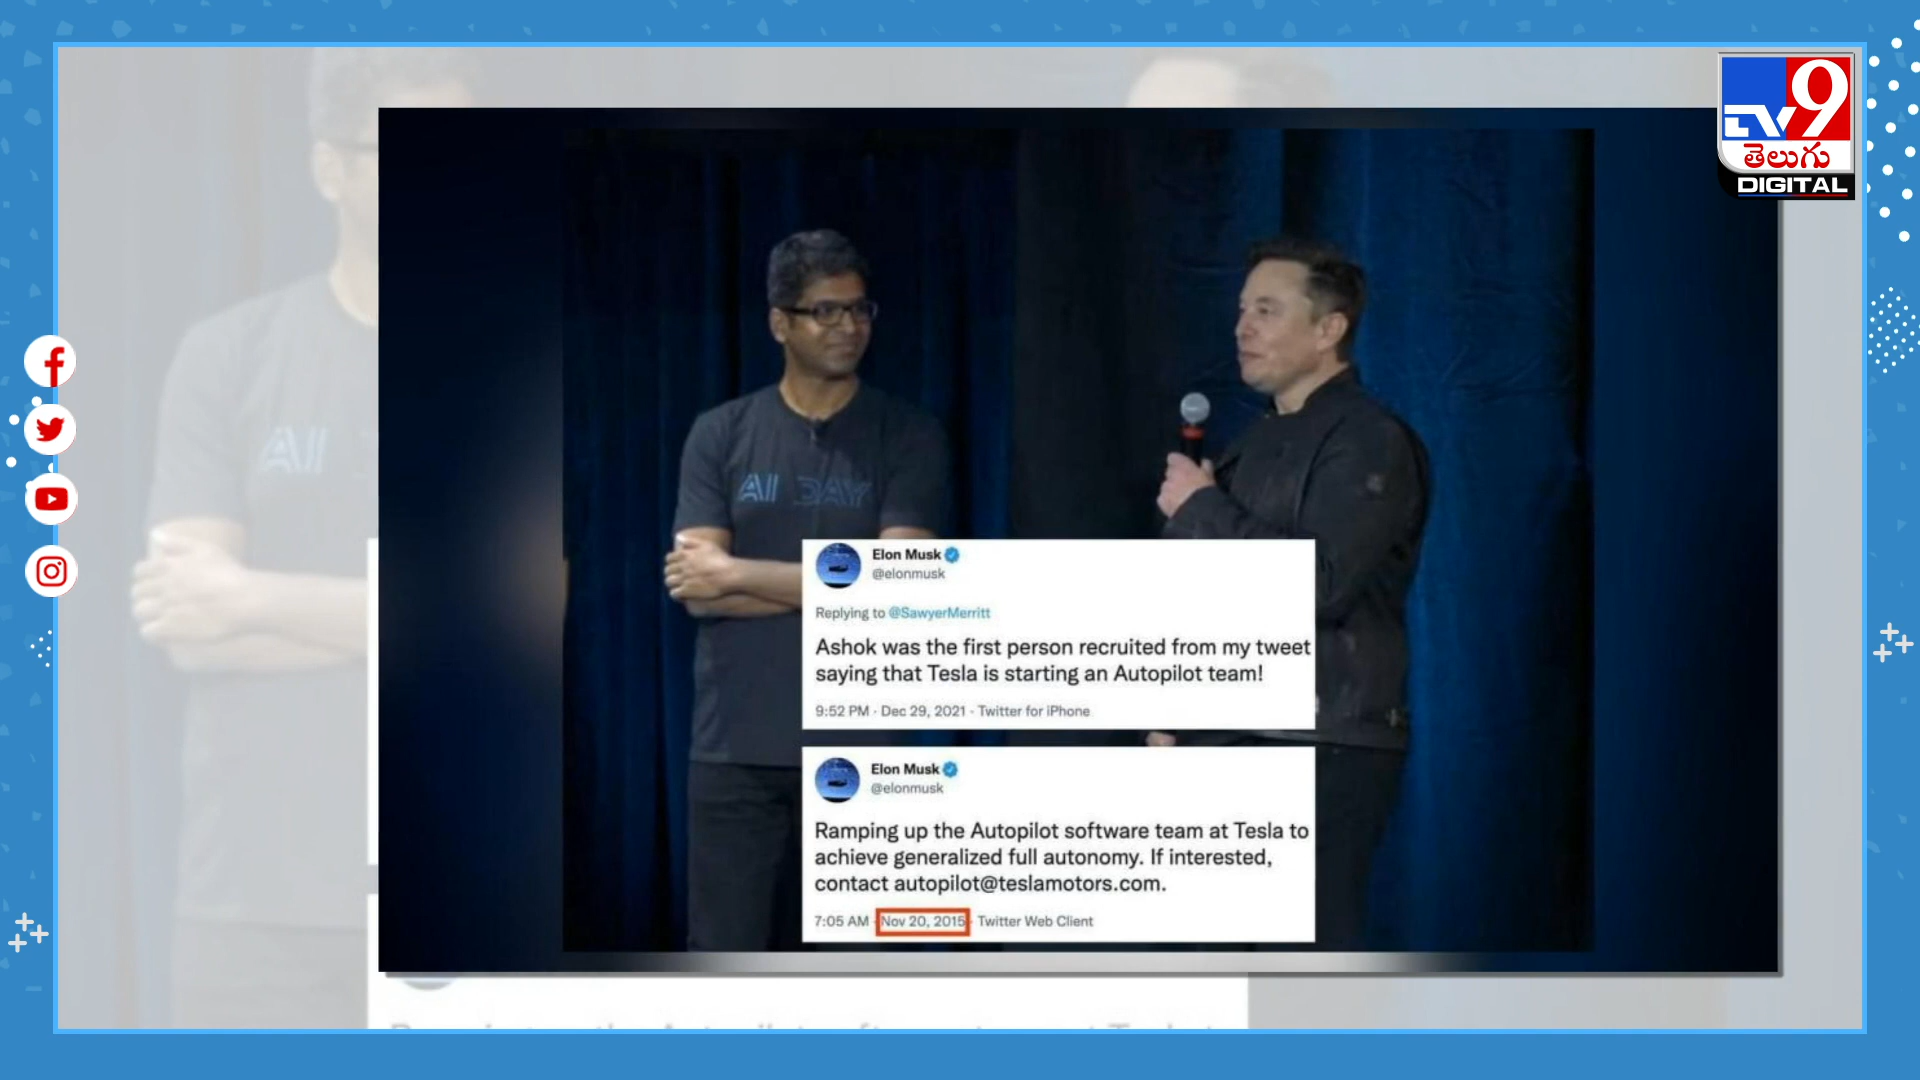 TV9
తెలుగు
DIGITAL
AI DAY
Elon Musk
@elonmusk
Replying to @SawyerMerritt
Ashok was the first person recruited from my tweet
saying that Tesla is starting an Autopilot team!
9:52 PM · Dec 29, 2021 · Twitter for iPhone
Elon Musk
@elonmusk
Ramping up the Autopilot software team at Tesla to
achieve generalized full autonomy. If interested,
contact autopilot@teslamotors.com.
7:05 AM · Nov 20, 2015 · Twitter Web Client
AI